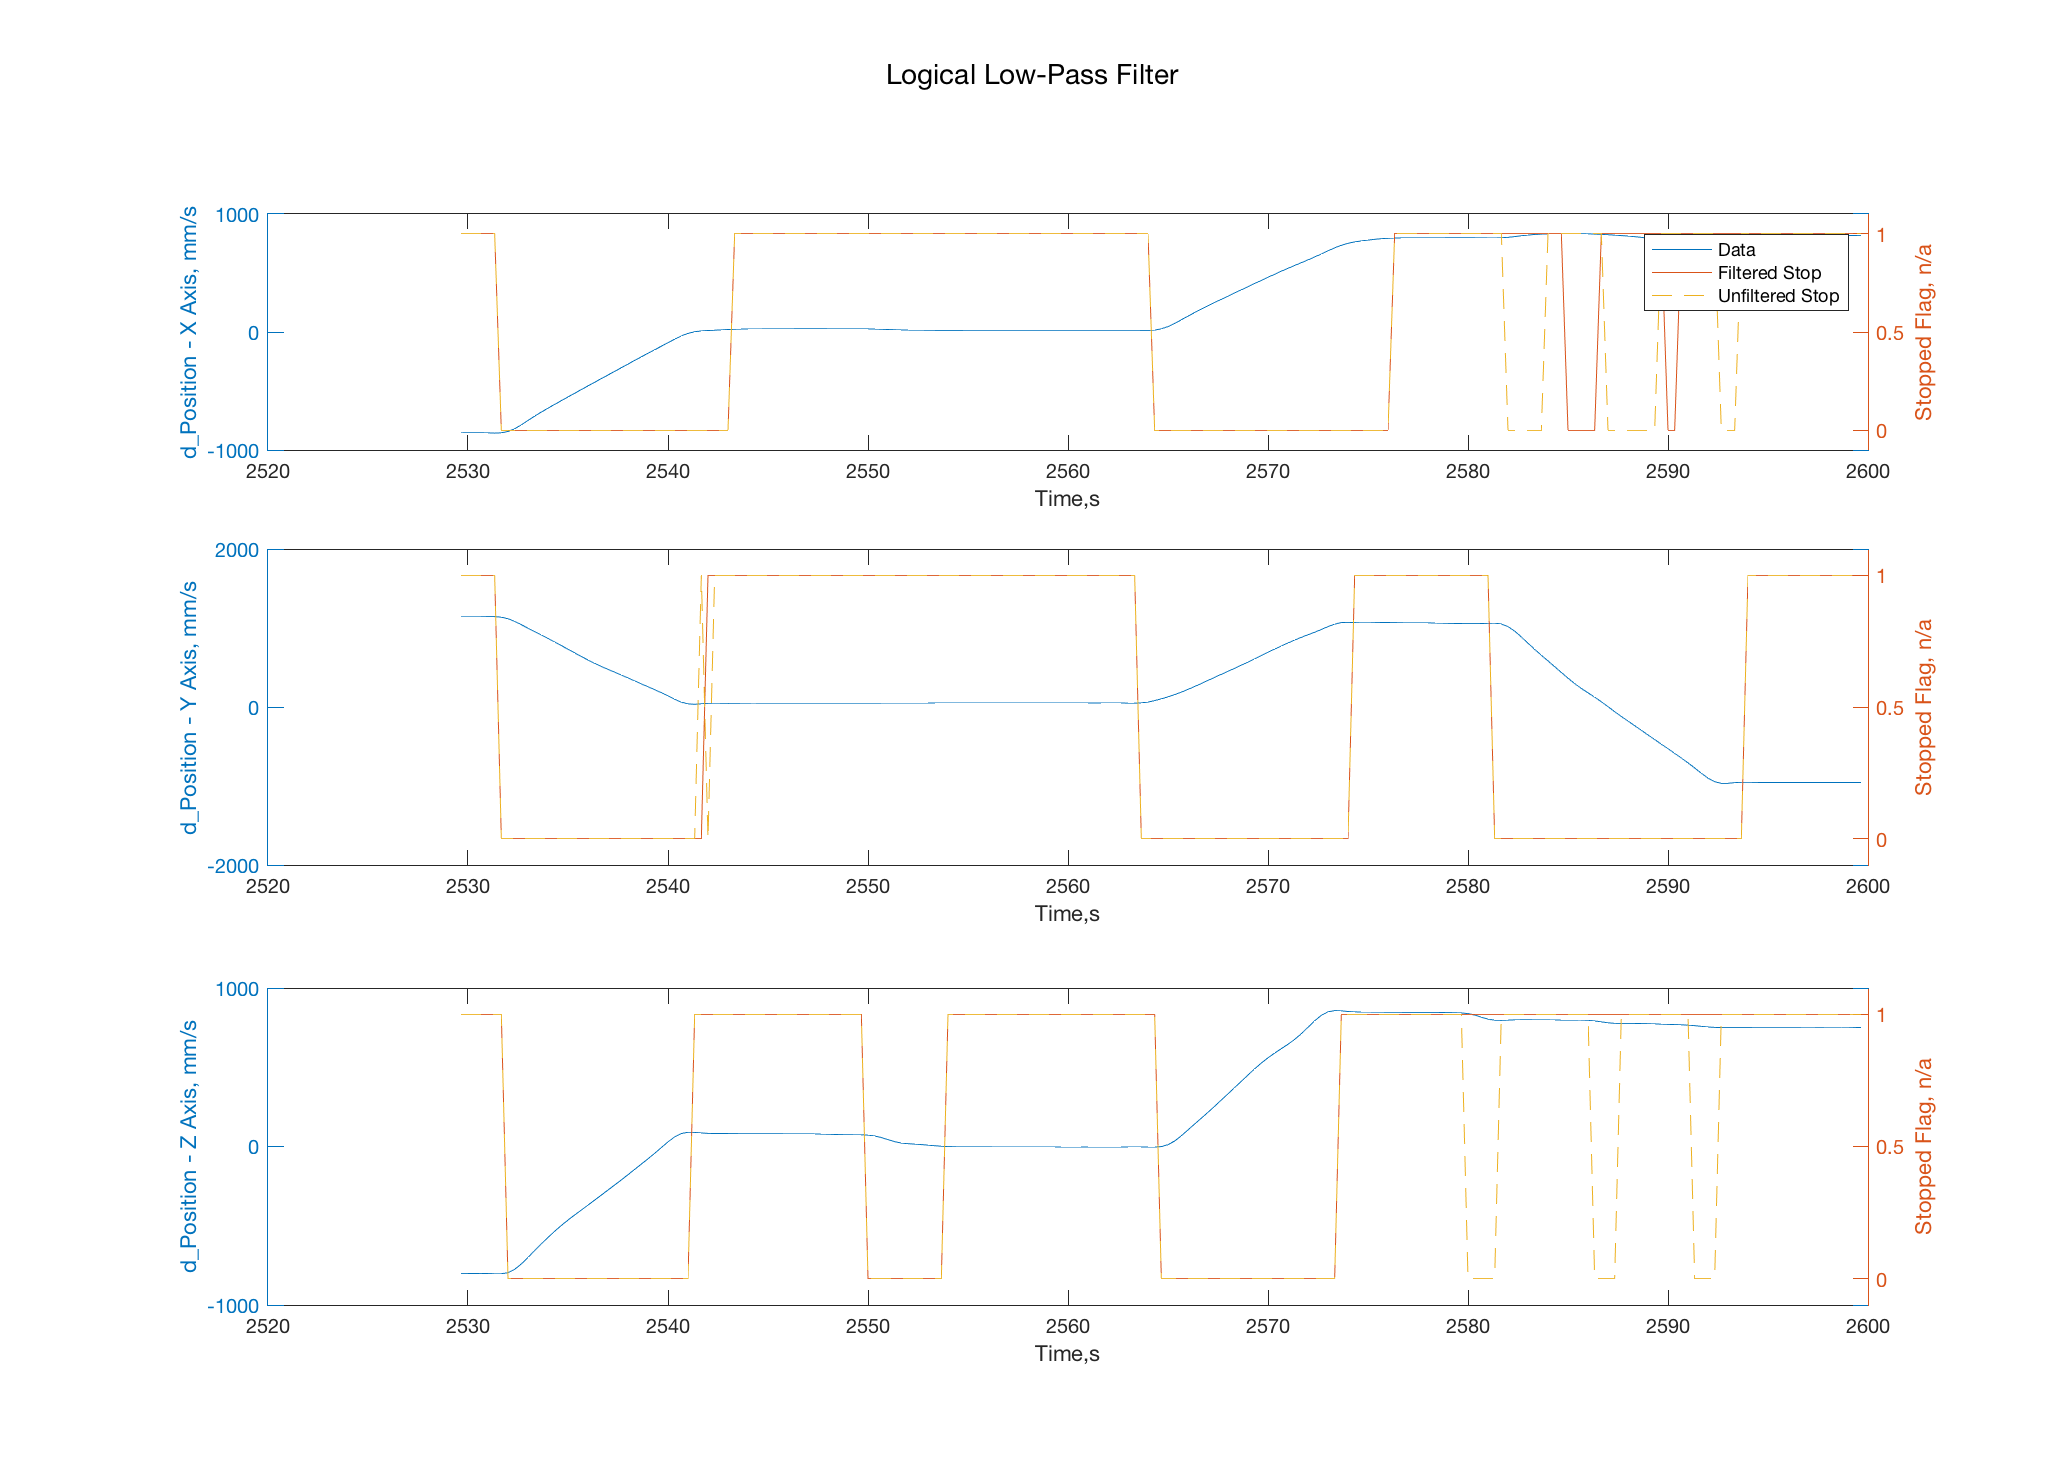 Logical Low-Pass Filter
d_Position - X Axis, mm/s
1000
0
-1000
Data
Filtered Stop
Unfiltered Stop
1
0.5
0
Stopped Flag, n/a
2520 2530 2540 2550 2560 2570 2580 2590 2600
Time,s
d_Position - Y Axis, mm/s
2000
0
-2000
1
0.5
0
Stopped Flag, n/a
2520 2530 2540 2550 2560 2570 2580 2590 2600
Time,s
d_Position - Z Axis, mm/s
1000
0
-1000
1
0.5
0
Stopped Flag, n/a
2520 2530 2540 2550 2560 2570 2580 2590 2600
Time,s